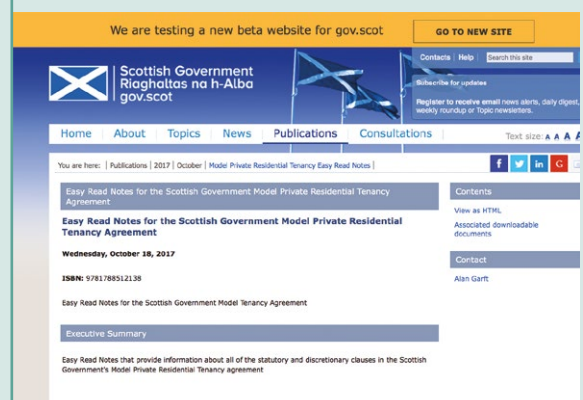 We are testing a new beta website for gov.scot
GO TO NEW SITE
Contacts | Help | Search this site
Scottish Government
Riaghaltas na h-Alba
gov.scot
Subscribe for updates
Register to receive email news alerts, daily digest,
weekly roundup or Topic newsletters.
Home About Topics News Publications Consultations
Text size: A A A A
You are here: | Publications | 2017 | October | Model Private Residential Tenancy Easy Read Notes |
f in G
Easy Read Notes for the Scottish Government Model Private Residential Tenancy
Agreement
Easy Read Notes for the Scottish Government Model Private Residential
Tenancy Agreement
Wednesday, October 18, 2017
ISBN: 9781788512138
Easy Read Notes for the Scottish Government Model Tenancy Agreement
Executive Summary
Easy Read Notes that provide information about all of the statutory and discretionary clauses in the Scottish
Government's Model Private Residential Tenancy agreement
Contents
View as HTML
Associated downloadable
documents
Contact
Alan Garft